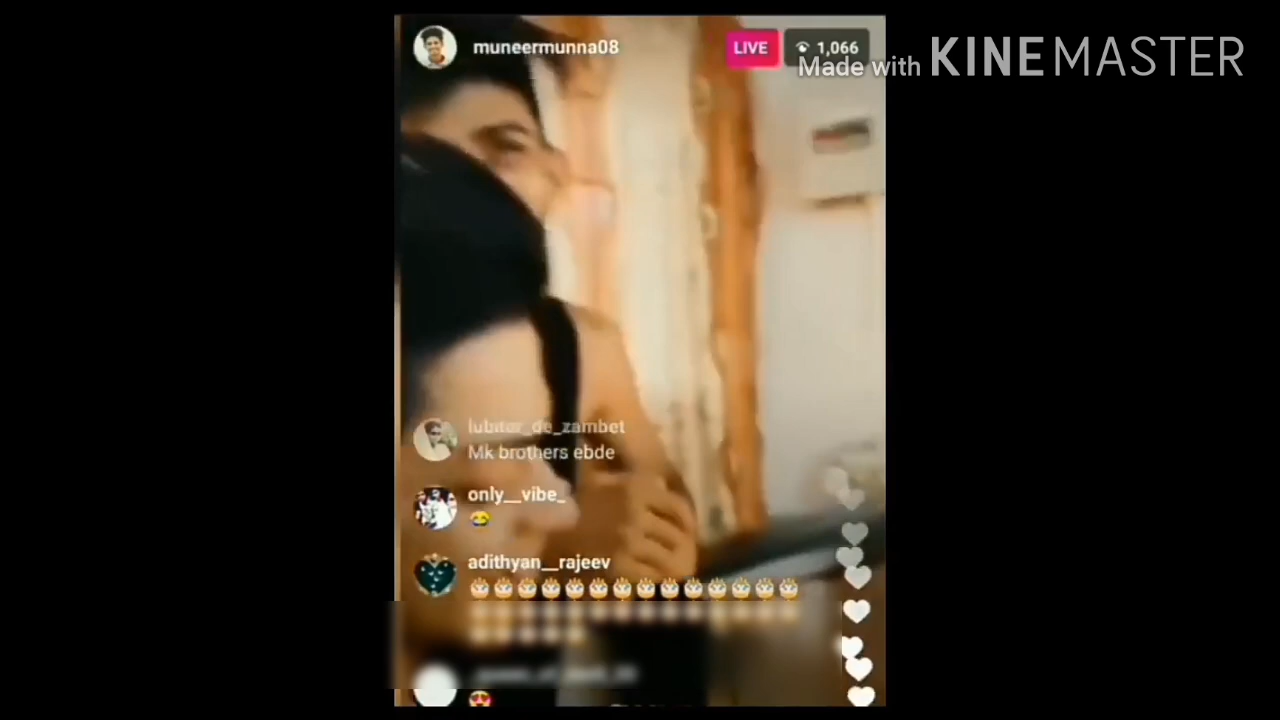 muneermunna08
LIVE
1,066
Made with KINEMASTER
lubitor_de_zambet
Mk brothers ebde
only__vibe_
adithyan__rajeev